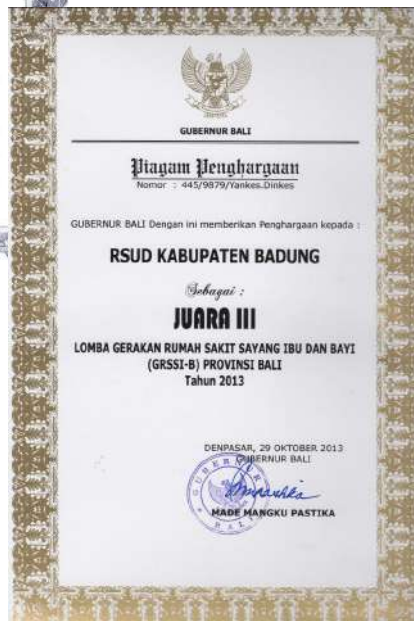 GUBERNUR BALI
Piagam Penghargaan
Nomor : 445/9879/Yankes.Dinkes
GUBERNUR BALI Dengan ini memberikan Penghargaan kepada :
RSUD KABUPATEN BADUNG
Sebagai :
JUARA III
LOMBA GERAKAN RUMAH SAKIT SAYANG IBU DAN BAYI
(GRSSI-B) PROVINSI BALI
Tahun 2013
DENPASAR, 29 OKTOBER 2013
GUBERNUR BALI
GUBERNUR
BALI
MADE MANGKU PASTIKA